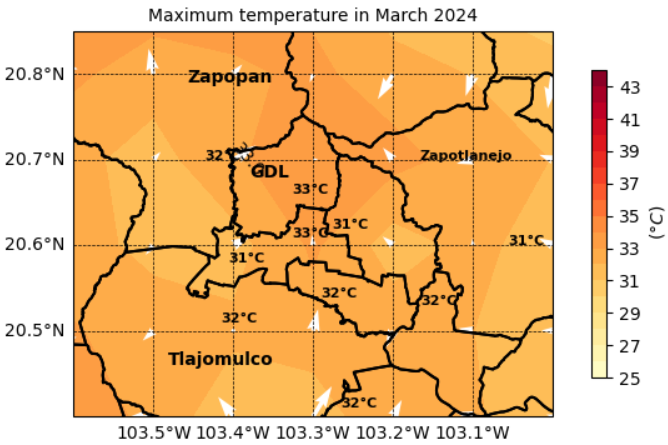 Maximum temperature in March 2024
20.8°N
20.7°N
20.6°N
20.5°N
Zapopan
Zapotlanejo
32°C
GDL
33°C
31°C
33°C
31°C
31°C
32°C
32°C
32°C
Tlajomulco
32°C
103.5°W 103.4°W 103.3°W 103.2°W 103.1°W
43
41
39
37
35
33
31
29
27
25
(°C)